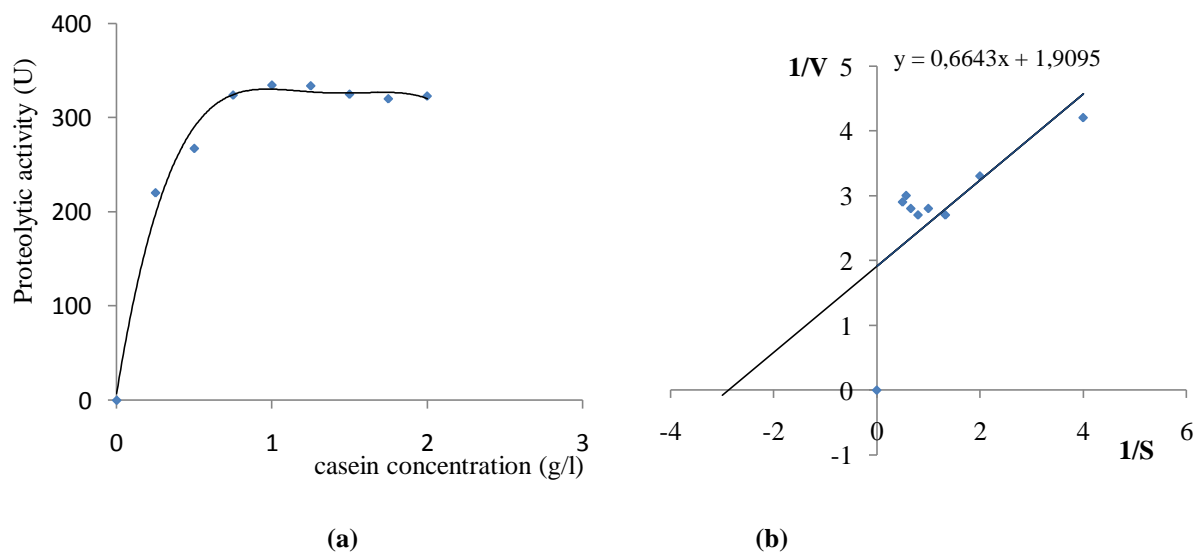 400
300
200
100
0
Proteolytic activity (U)
0 1 2 3
casein concentration (g/l)
(a)
y = 0,6643x + 1,9095
1/V
5
4
3
2
1
0
-1
-4 -2 0 2 4 6
1/S
(b)